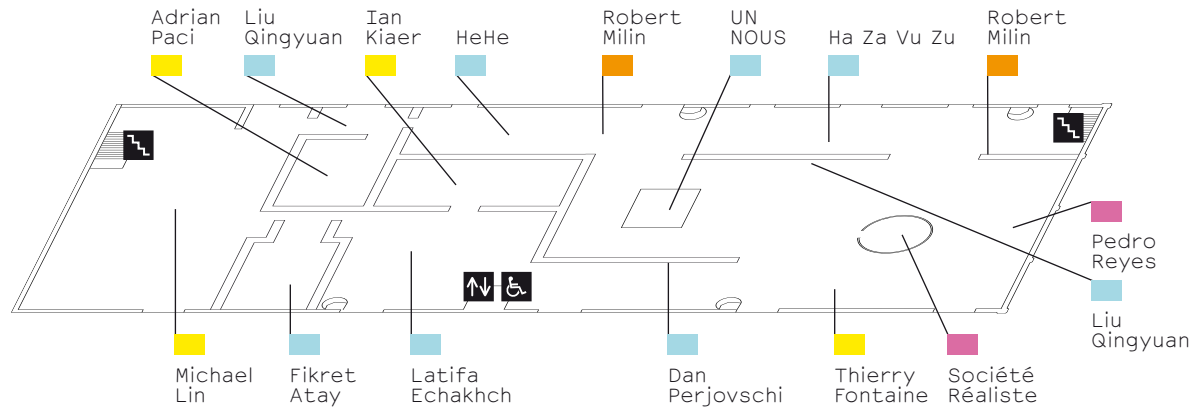 Adrian
Paci
Liu
Qingyuan
Ian
Kiaer
HeHe
Robert
Milin
UN
NOUS
Ha Za Vu Zu
Robert
Milin
Pedro
Reyes
Liu
Qingyuan
Michael
Lin
Fikret
Atay
Latifa
Echakhch
Dan
Perjovschi
Thierry
Fontaine
Société
Réaliste